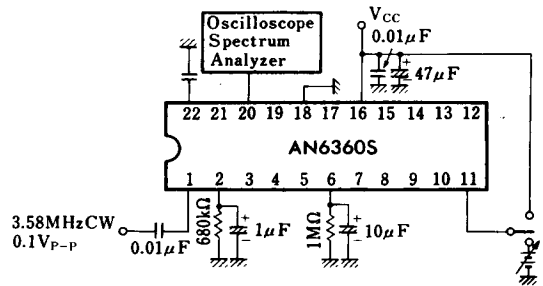 Oscilloscope
Spectrum
Analyzer
VCC
0.01μF
47μF
22 21 20 19 18 17 16 15 14 13 12
AN6360S
1 2 3 4 5 6 7 8 9 10 11
3.58MHzCW
0.1VP-P
0.01μF
680kΩ
1μF
1MΩ
10μF